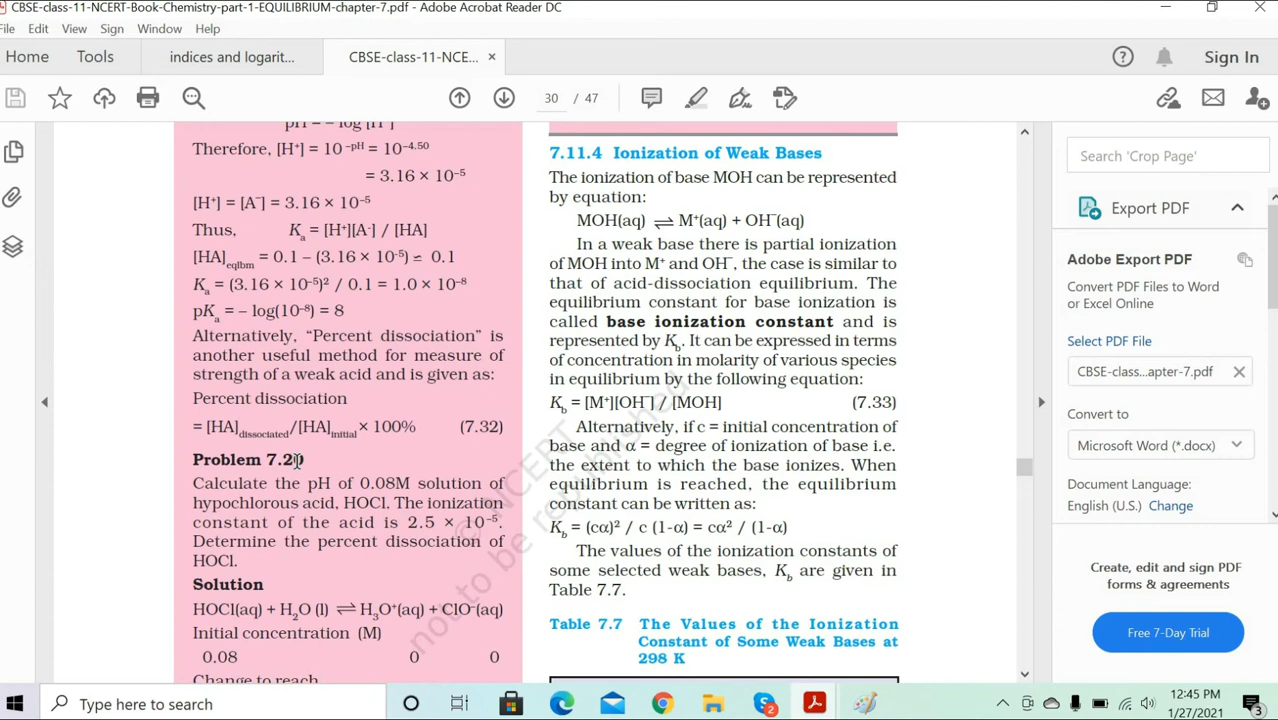 CBSE-class-11-NCERT-Book-Chemistry-part-1-EQUILIBRIUM-chapter-7.pdf - Adobe Acrobat Reader DC
File Edit View Sign Window Help
Home Tools indices and logarit... CBSE-class-11-NCE... × Sign In
30 / 47
pH = – log [H⁺]
Therefore, [H⁺] = 10⁻ᵖᴴ = 10⁻⁴·⁵⁰
= 3.16 × 10⁻⁵
[H⁺] = [A⁻] = 3.16 × 10⁻⁵
Thus, Kₐ = [H⁺][A⁻] / [HA]
[HA]eqlbm = 0.1 – (3.16 × 10⁻⁵) ≃ 0.1
Kₐ = (3.16 × 10⁻⁵)² / 0.1 = 1.0 × 10⁻⁸
pKₐ = – log(10⁻⁸) = 8
Alternatively, “Percent dissociation” is
another useful method for measure of
strength of a weak acid and is given as:
Percent dissociation
= [HA]dissociated/[HA]initial × 100% (7.32)
Problem 7.20
Calculate the pH of 0.08M solution of
hypochlorous acid, HOCl. The ionization
constant of the acid is 2.5 × 10⁻⁵.
Determine the percent dissociation of
HOCl.
Solution
HOCl(aq) + H₂O (l) ⇌ H₃O⁺(aq) + ClO⁻(aq)
Initial concentration (M)
0.08 0 0
Change to reach
7.11.4 Ionization of Weak Bases
The ionization of base MOH can be represented
by equation:
MOH(aq) ⇌ M⁺(aq) + OH⁻(aq)
In a weak base there is partial ionization
of MOH into M⁺ and OH⁻, the case is similar to
that of acid-dissociation equilibrium. The
equilibrium constant for base ionization is
called base ionization constant and is
represented by K_b. It can be expressed in terms
of concentration in molarity of various species
in equilibrium by the following equation:
K_b = [M⁺][OH⁻] / [MOH] (7.33)
Alternatively, if c = initial concentration of
base and α = degree of ionization of base i.e.
the extent to which the base ionizes. When
equilibrium is reached, the equilibrium
constant can be written as:
K_b = (cα)² / c (1-α) = cα² / (1-α)
The values of the ionization constants of
some selected weak bases, K_b are given in
Table 7.7.
Table 7.7 The Values of the Ionization
Constant of Some Weak Bases at
298 K
© NCERT
not to be republished
Search 'Crop Page'
Export PDF
Adobe Export PDF
Convert PDF Files to Word
or Excel Online
Select PDF File
CBSE-class...apter-7.pdf ×
Convert to
Microsoft Word (*.docx)
Document Language:
English (U.S.) Change
Create, edit and sign PDF
forms & agreements
Free 7-Day Trial
Type here to search
2
12:45 PM
1/27/2021
3